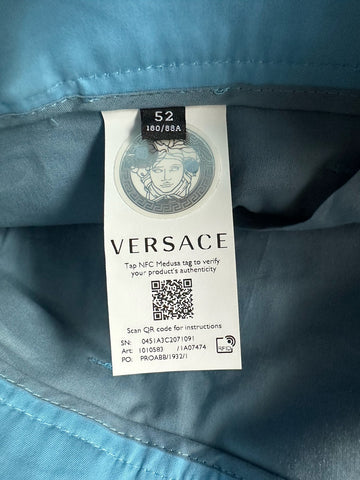 52
180/88A
VERSACE
Tap NFC Medusa tag to verify
your product's authenticity
Scan QR code for instructions
SN: 0451A3C2071091
Art: 1010583 /1A07474
PO: PROABB/1932/1
RFID